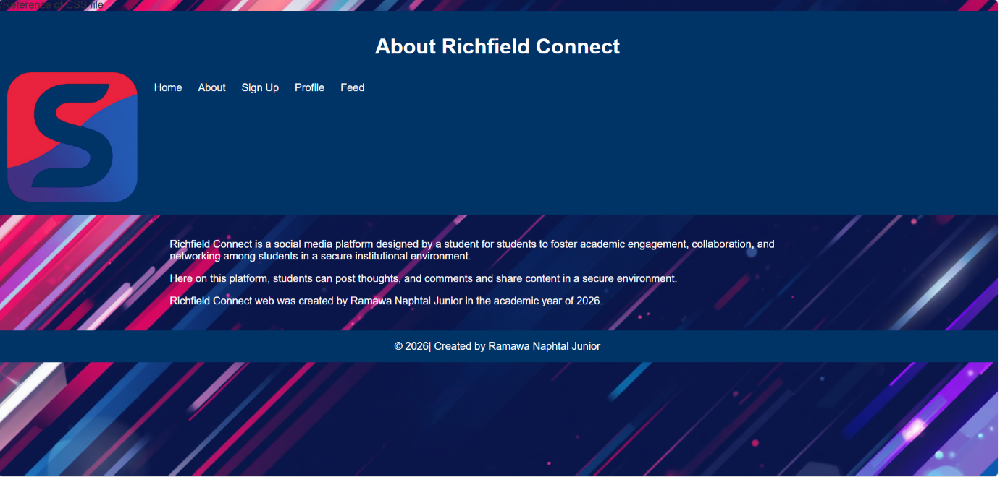 /Reference of CSS file
About Richfield Connect
S
Home About Sign Up Profile Feed
Richfield Connect is a social media platform designed by a student for students to foster academic engagement, collaboration, and
networking among students in a secure institutional environment.
Here on this platform, students can post thoughts, and comments and share content in a secure environment.
Richfield Connect web was created by Ramawa Naphtal Junior in the academic year of 2026.
© 2026| Created by Ramawa Naphtal Junior